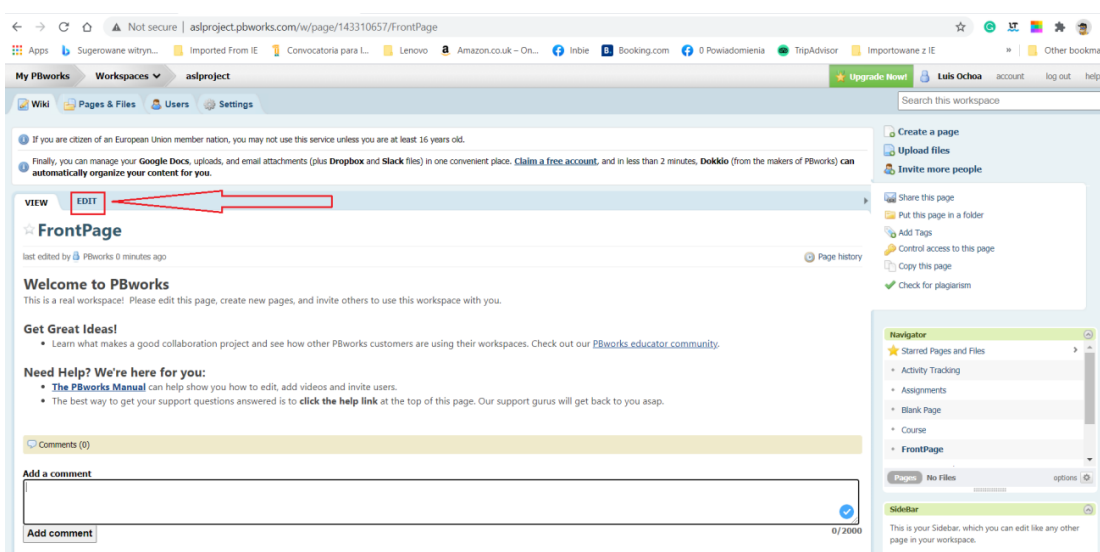 Not secure | aslproject.pbworks.com/w/page/143310657/FrontPage
Apps Sugerowane witryn... Imported From IE Convocatoria para l... Lenovo Amazon.co.uk – On... Inbie Booking.com 0 Powiadomienia TripAdvisor Importowane z IE » Other bookma
My PBworks Workspaces aslproject Upgrade Now! Luis Ochoa account log out help
Wiki Pages & Files Users Settings Search this workspace
If you are citizen of an European Union member nation, you may not use this service unless you are at least 16 years old.
Finally, you can manage your Google Docs, uploads, and email attachments (plus Dropbox and Slack files) in one convenient place. Claim a free account, and in less than 2 minutes, Dokkio (from the makers of PBworks) can
automatically organize your content for you.
VIEW EDIT
FrontPage
last edited by PBworks 0 minutes ago Page history
Welcome to PBworks
This is a real workspace! Please edit this page, create new pages, and invite others to use this workspace with you.
Get Great Ideas!
• Learn what makes a good collaboration project and see how other PBworks customers are using their workspaces. Check out our PBworks educator community.
Need Help? We're here for you:
• The PBworks Manual can help show you how to edit, add videos and invite users.
• The best way to get your support questions answered is to click the help link at the top of this page. Our support gurus will get back to you asap.
Comments (0)
Add a comment
Add comment 0/2000
Create a page
Upload files
Invite more people
Share this page
Put this page in a folder
Add Tags
Control access to this page
Copy this page
Check for plagiarism
Navigator
Starred Pages and Files
Activity Tracking
Assignments
Blank Page
Course
FrontPage
Pages No Files options
SideBar
This is your Sidebar, which you can edit like any other
page in your workspace.